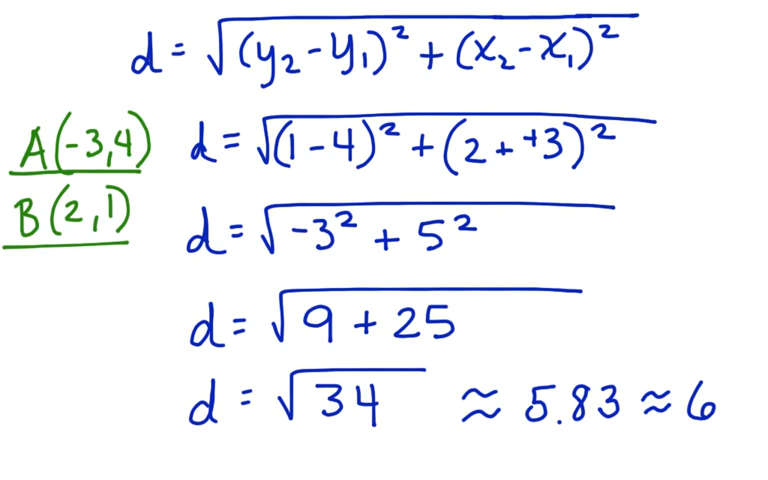 d = √(y₂ - y₁)² + (x₂ - x₁)²
A(-3,4)
d = √(1 - 4)² + (2 + +3)²
B(2,1)
d = √-3² + 5²
d = √9 + 25
d = √34 ≈ 5.83 ≈ 6